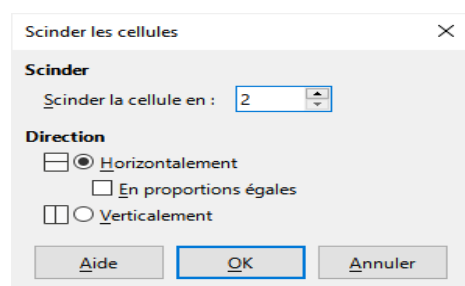 Scinder les cellules
Scinder
Scinder la cellule en : 2
Direction
Horizontalement
En proportions égales
Verticalement
Aide OK Annuler